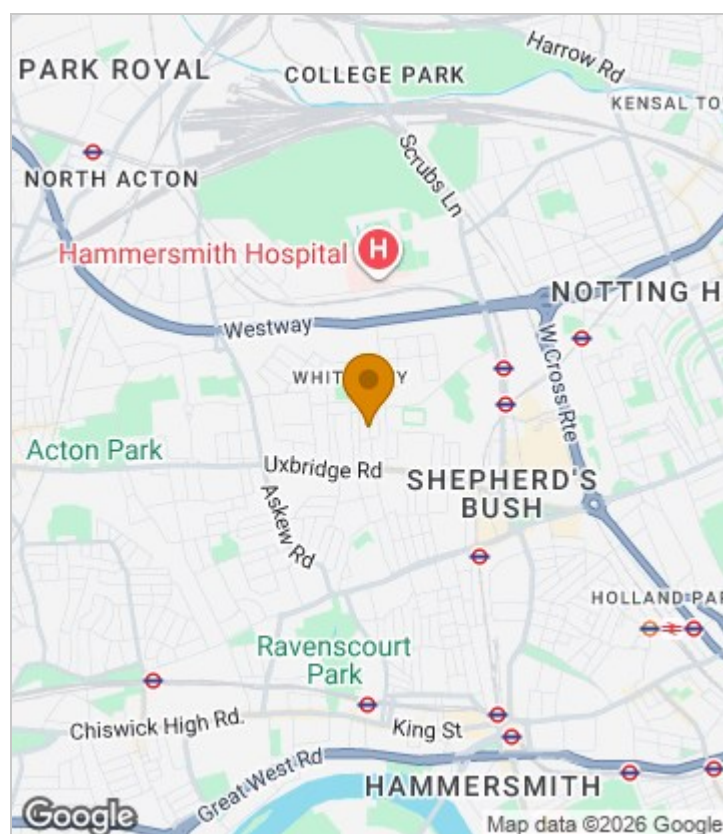 Harrow Rd
PARK ROYAL
COLLEGE PARK
KENSAL TO
Scrubs Ln
NORTH ACTON
Hammersmith Hospital
H
NOTTING H
Westway
W Cross Rte
WHIT Y
Acton Park
Uxbridge Rd
SHEPHERD'S
BUSH
Askew Rd
HOLLAND PAR
Ravenscourt
Park
Chiswick High Rd.
King St
Great West Rd
HAMMERSMITH
Google
Map data ©2026 Google